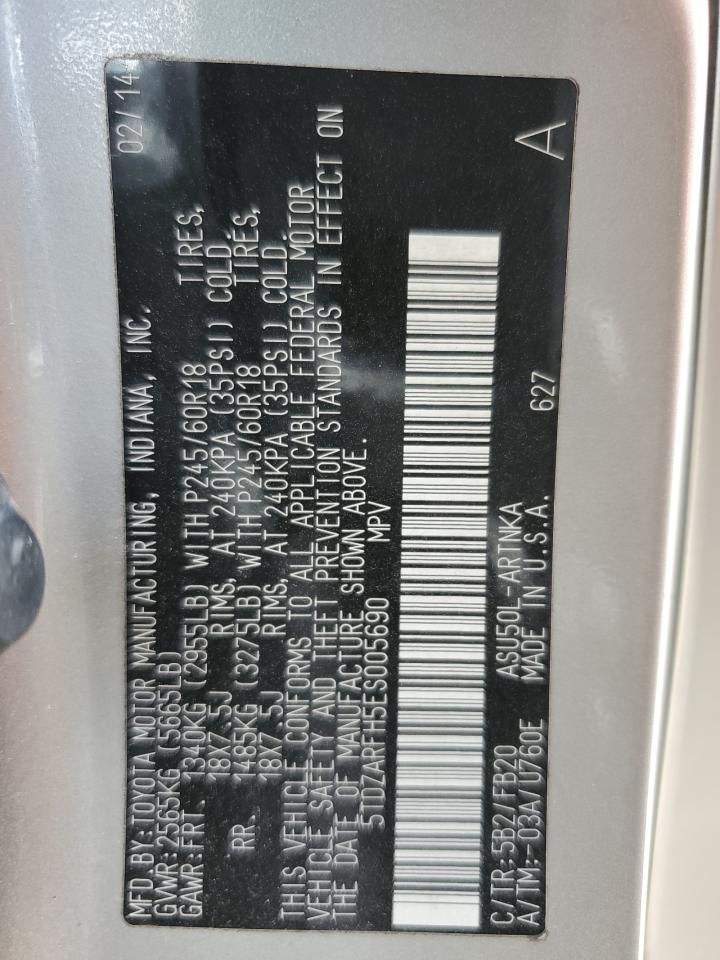 MFD.BY:TOYOTA MOTOR MANUFACTURING, INDIANA, INC. 02/14
GVWR:2565KG (5665LB)
GAWR:FRT. 1340KG (2955LB) WITH P245/60R18 TIRES,
18X7.5J RIMS, AT 240KPA (35PSI) COLD.
RR. 1485KG (3275LB) WITH P245/60R18 TIRES,
18X7.5J RIMS, AT 240KPA (35PSI) COLD.
THIS VEHICLE CONFORMS TO ALL APPLICABLE FEDERAL MOTOR
VEHICLE SAFETY AND THEFT PREVENTION STANDARDS IN EFFECT ON
THE DATE OF MANUFACTURE SHOWN ABOVE.
5TDZARFH5ES005690 MPV
C/TR:5B2/FB20 ASU50L-ARTNKA
A/TM:-03A/U760E MADE IN U.S.A. 627 A